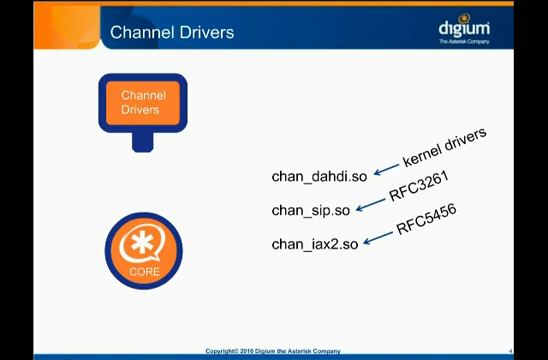 Channel Drivers
digium
The Asterisk Company
Channel
Drivers
kernel drivers
chan_dahdi.so
RFC3261
chan_sip.so
RFC5456
chan_iax2.so
CORE
Copyright© 2010 Digium the Asterisk Company
4